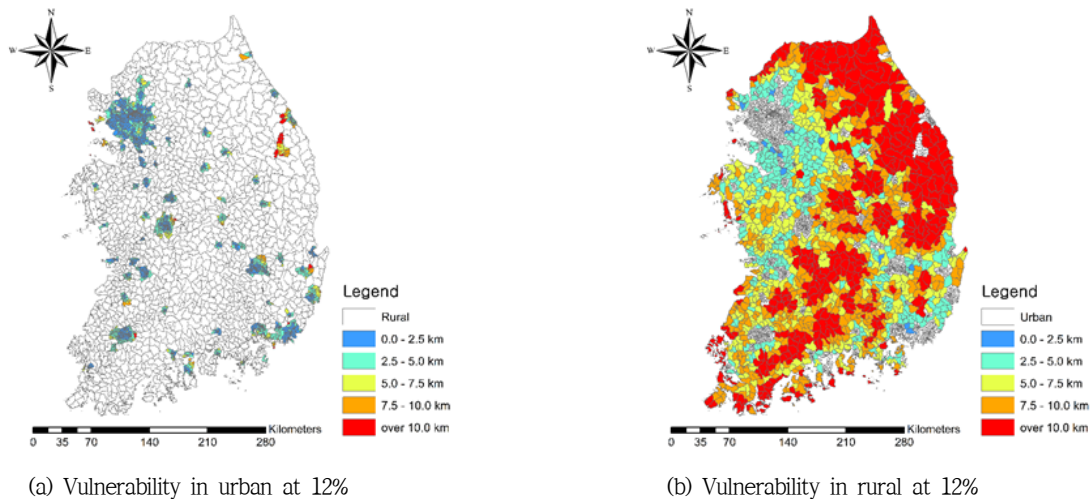 N
W E
S
Legend
Rural
0.0 - 2.5 km
2.5 - 5.0 km
5.0 - 7.5 km
7.5 - 10.0 km
over 10.0 km
Kilometers
0 35 70 140 210 280
(a) Vulnerability in urban at 12%
N
W E
S
Legend
Urban
0.0 - 2.5 km
2.5 - 5.0 km
5.0 - 7.5 km
7.5 - 10.0 km
over 10.0 km
Kilometers
0 35 70 140 210 280
(b) Vulnerability in rural at 12%